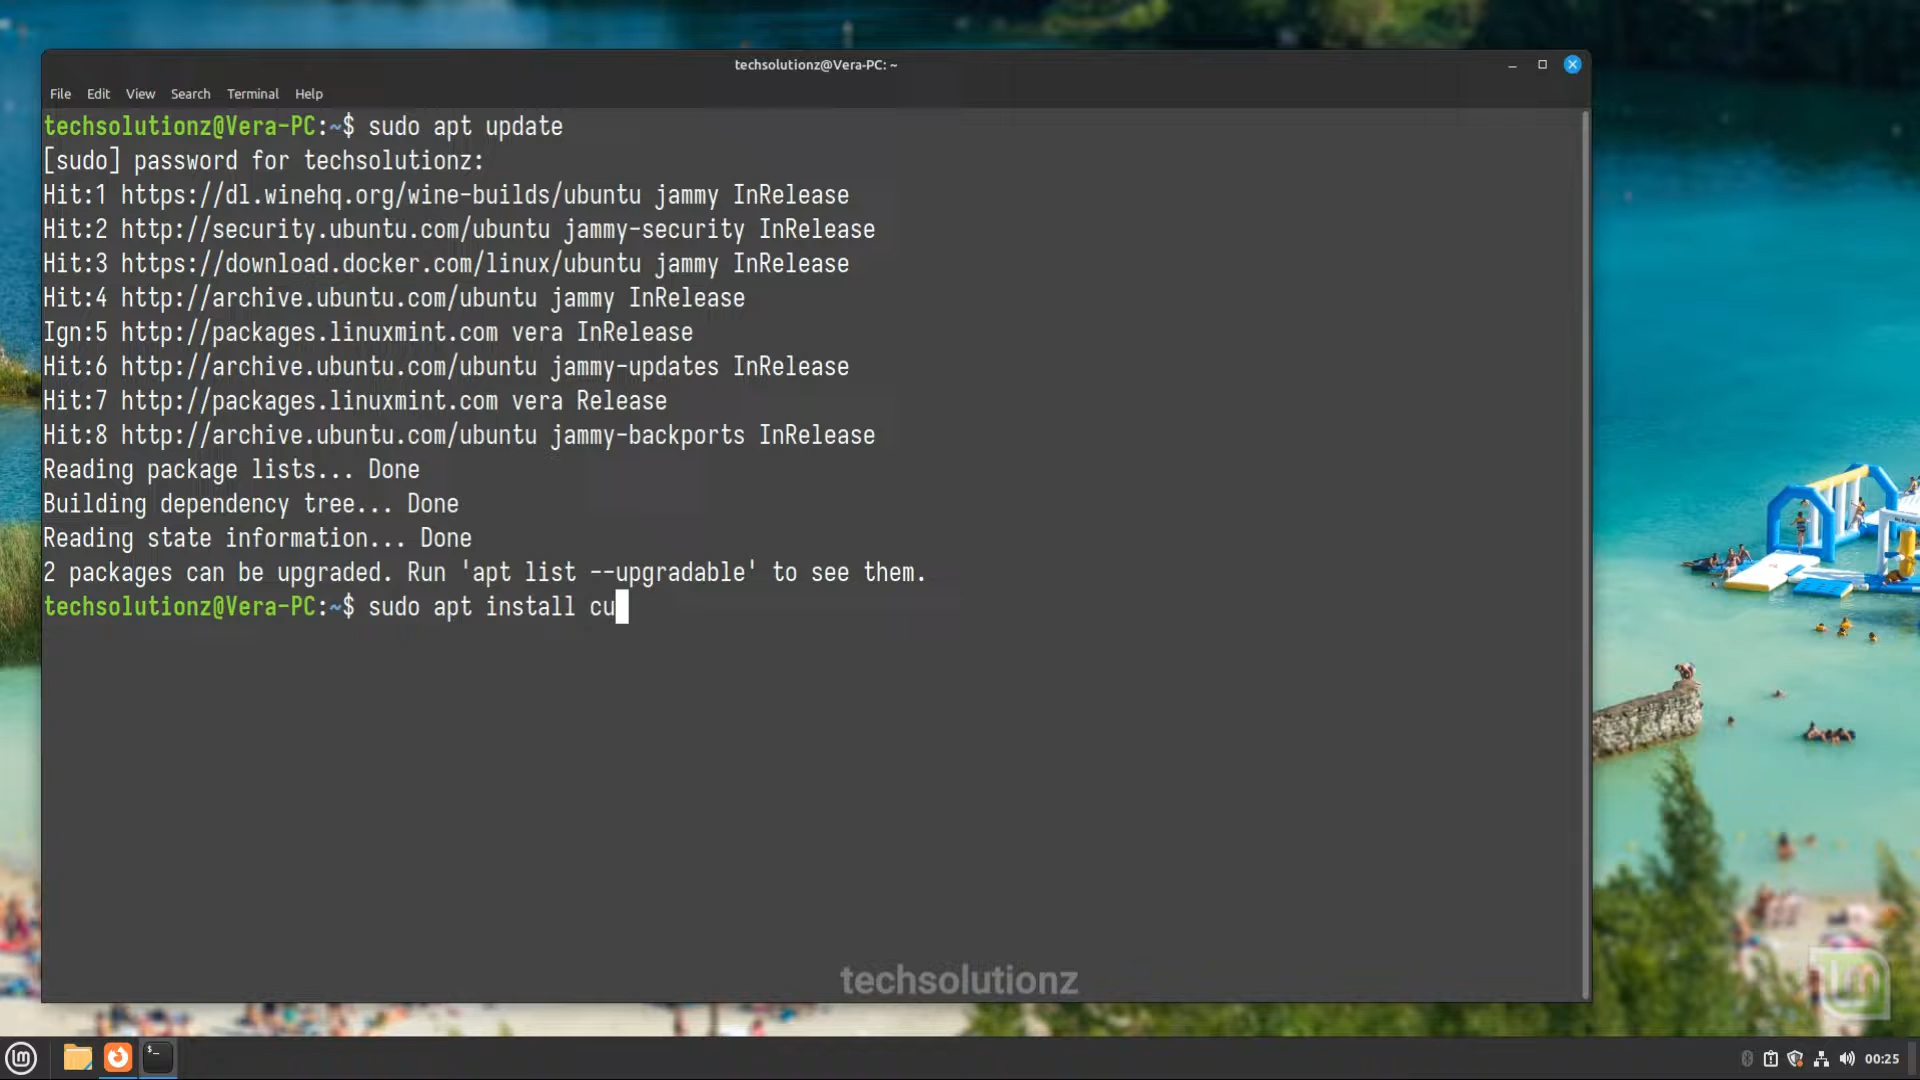 techsolutionz@Vera-PC: ~
File Edit View Search Terminal Help
techsolutionz@Vera-PC:~$ sudo apt update
[sudo] password for techsolutionz:
Hit:1 https://dl.winehq.org/wine-builds/ubuntu jammy InRelease
Hit:2 http://security.ubuntu.com/ubuntu jammy-security InRelease
Hit:3 https://download.docker.com/linux/ubuntu jammy InRelease
Hit:4 http://archive.ubuntu.com/ubuntu jammy InRelease
Ign:5 http://packages.linuxmint.com vera InRelease
Hit:6 http://archive.ubuntu.com/ubuntu jammy-updates InRelease
Hit:7 http://packages.linuxmint.com vera Release
Hit:8 http://archive.ubuntu.com/ubuntu jammy-backports InRelease
Reading package lists... Done
Building dependency tree... Done
Reading state information... Done
2 packages can be upgraded. Run 'apt list --upgradable' to see them.
techsolutionz@Vera-PC:~$ sudo apt install cu
techsolutionz
00:25